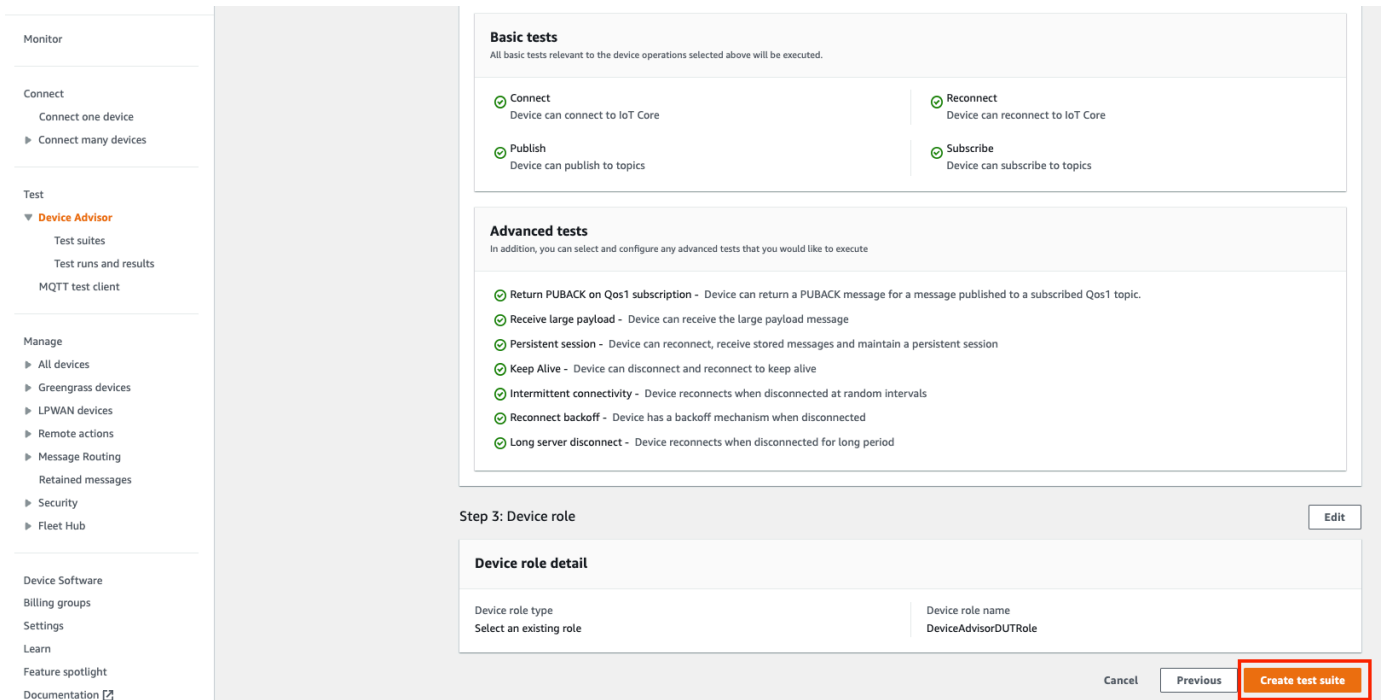 Monitor
Connect
Connect one device
Connect many devices
Test
Device Advisor
Test suites
Test runs and results
MQTT test client
Manage
All devices
Greengrass devices
LPWAN devices
Remote actions
Message Routing
Retained messages
Security
Fleet Hub
Device Software
Billing groups
Settings
Learn
Feature spotlight
Documentation
Basic tests
All basic tests relevant to the device operations selected above will be executed.
Connect
Device can connect to IoT Core
Reconnect
Device can reconnect to IoT Core
Publish
Device can publish to topics
Subscribe
Device can subscribe to topics
Advanced tests
In addition, you can select and configure any advanced tests that you would like to execute
Return PUBACK on Qos1 subscription - Device can return a PUBACK message for a message published to a subscribed Qos1 topic.
Receive large payload - Device can receive the large payload message
Persistent session - Device can reconnect, receive stored messages and maintain a persistent session
Keep Alive - Device can disconnect and reconnect to keep alive
Intermittent connectivity - Device reconnects when disconnected at random intervals
Reconnect backoff - Device has a backoff mechanism when disconnected
Long server disconnect - Device reconnects when disconnected for long period
Step 3: Device role
Edit
Device role detail
Device role type
Select an existing role
Device role name
DeviceAdvisorDUTRole
Cancel
Previous
Create test suite